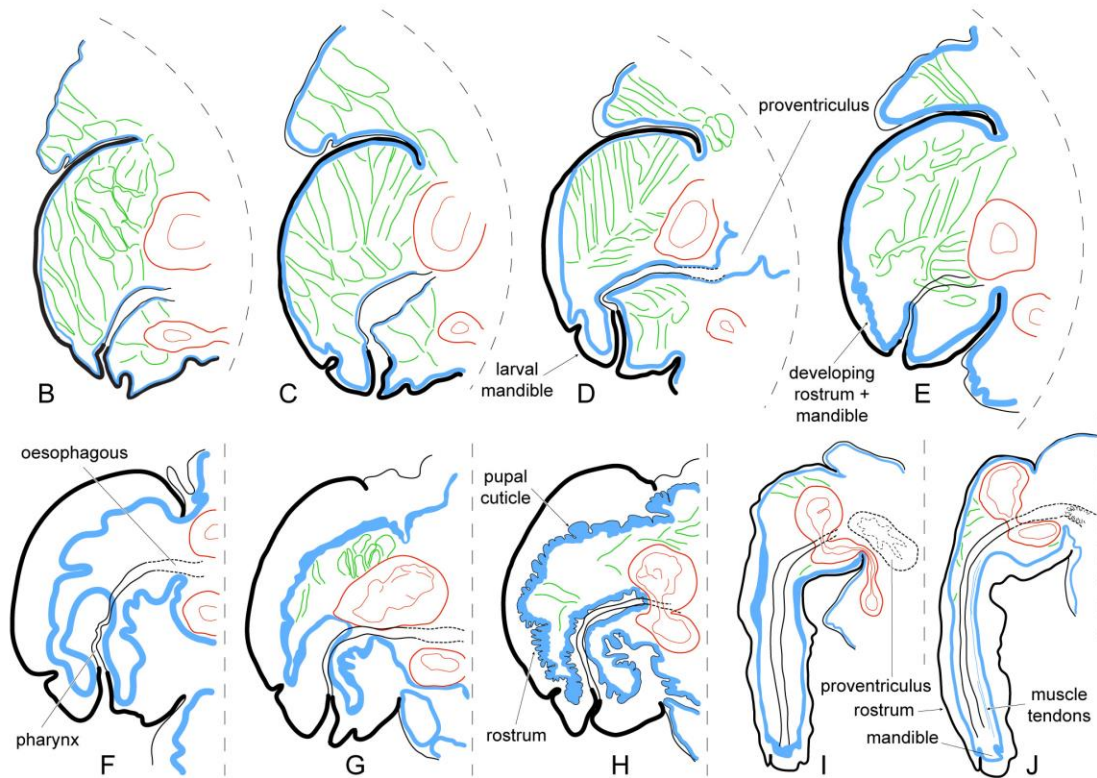 proventriculus
B
C
larval
mandible
D
developing
rostrum +
mandible
E
oesophagous
pharynx
F
G
pupal
cuticle
rostrum
H
proventriculus
rostrum
mandible
I
muscle
tendons
J